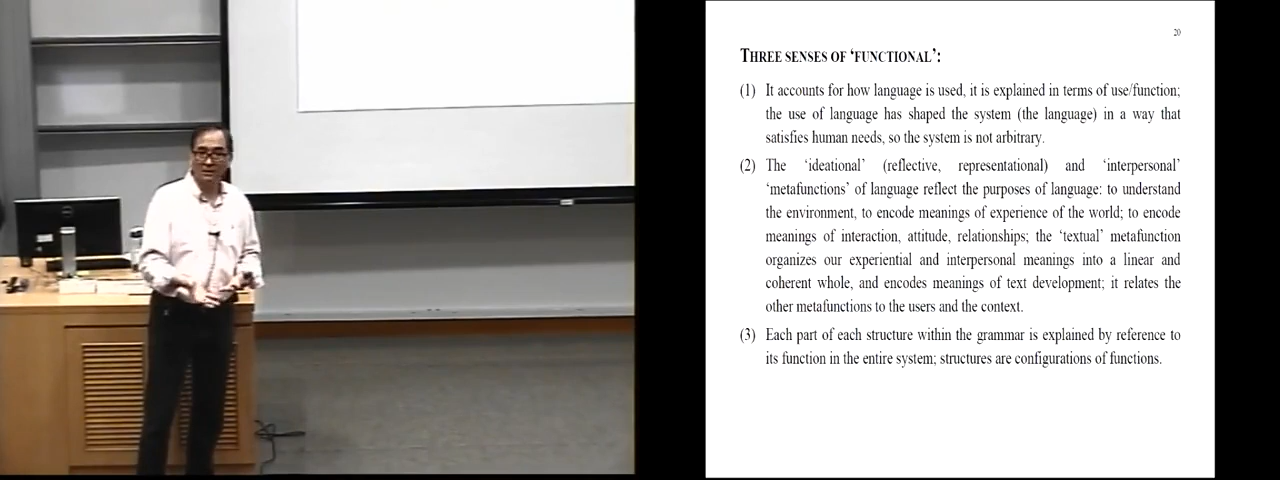 20
THREE SENSES OF ‘FUNCTIONAL’:
(1) It accounts for how language is used, it is explained in terms of use/function;
the use of language has shaped the system (the language) in a way that
satisfies human needs, so the system is not arbitrary.
(2) The ‘ideational’ (reflective, representational) and ‘interpersonal’
‘metafunctions’ of language reflect the purposes of language: to understand
the environment, to encode meanings of experience of the world; to encode
meanings of interaction, attitude, relationships; the ‘textual’ metafunction
organizes our experiential and interpersonal meanings into a linear and
coherent whole, and encodes meanings of text development; it relates the
other metafunctions to the users and the context.
(3) Each part of each structure within the grammar is explained by reference to
its function in the entire system; structures are configurations of functions.